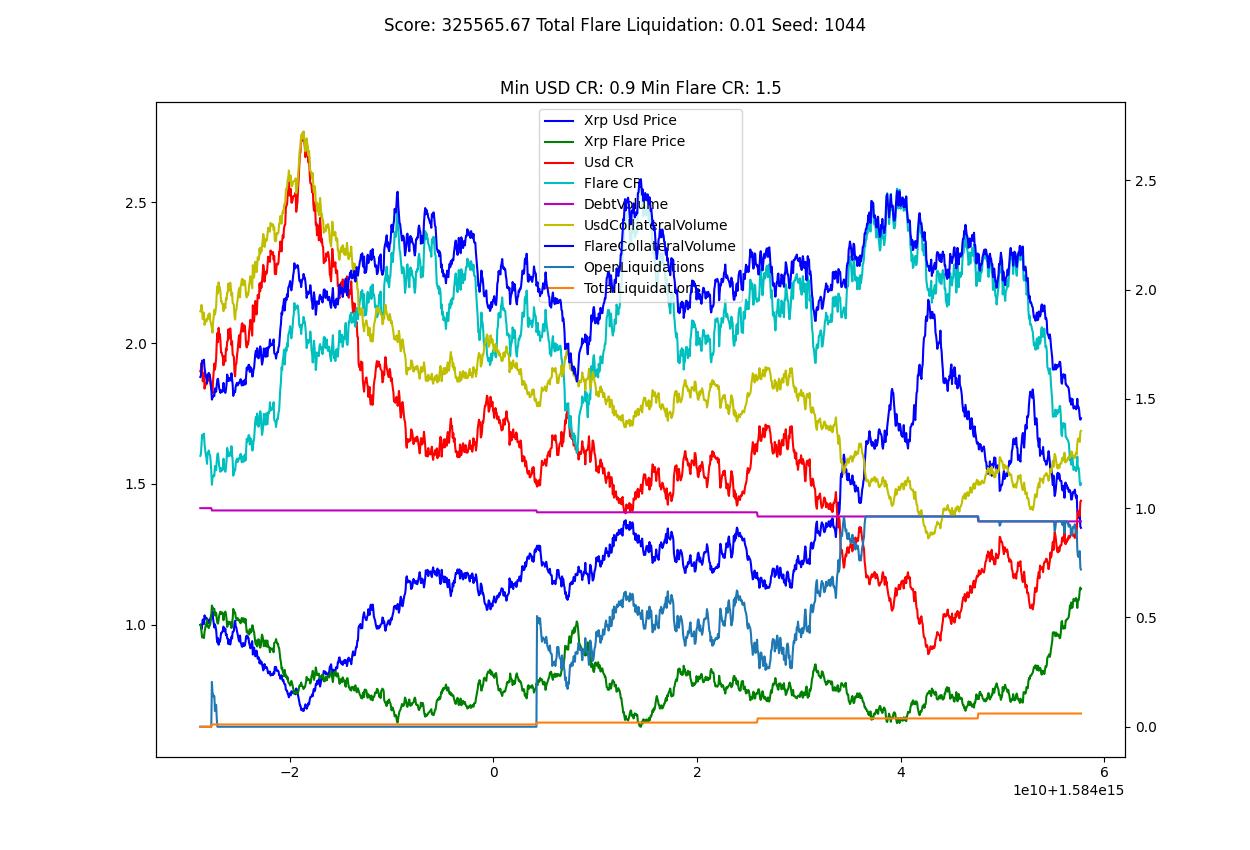 Score: 325565.67 Total Flare Liquidation: 0.01 Seed: 1044
Min USD CR: 0.9 Min Flare CR: 1.5
Xrp Usd Price
Xrp Flare Price
Usd CR
Flare CR
DebtVolume
UsdCollateralVolume
FlareCollateralVolume
OpenLiquidations
TotalLiquidations
2.5
2.0
1.5
1.0
2.5
2.0
1.5
1.0
0.5
0.0
−2
0
2
4
6
1e10+1.584e15